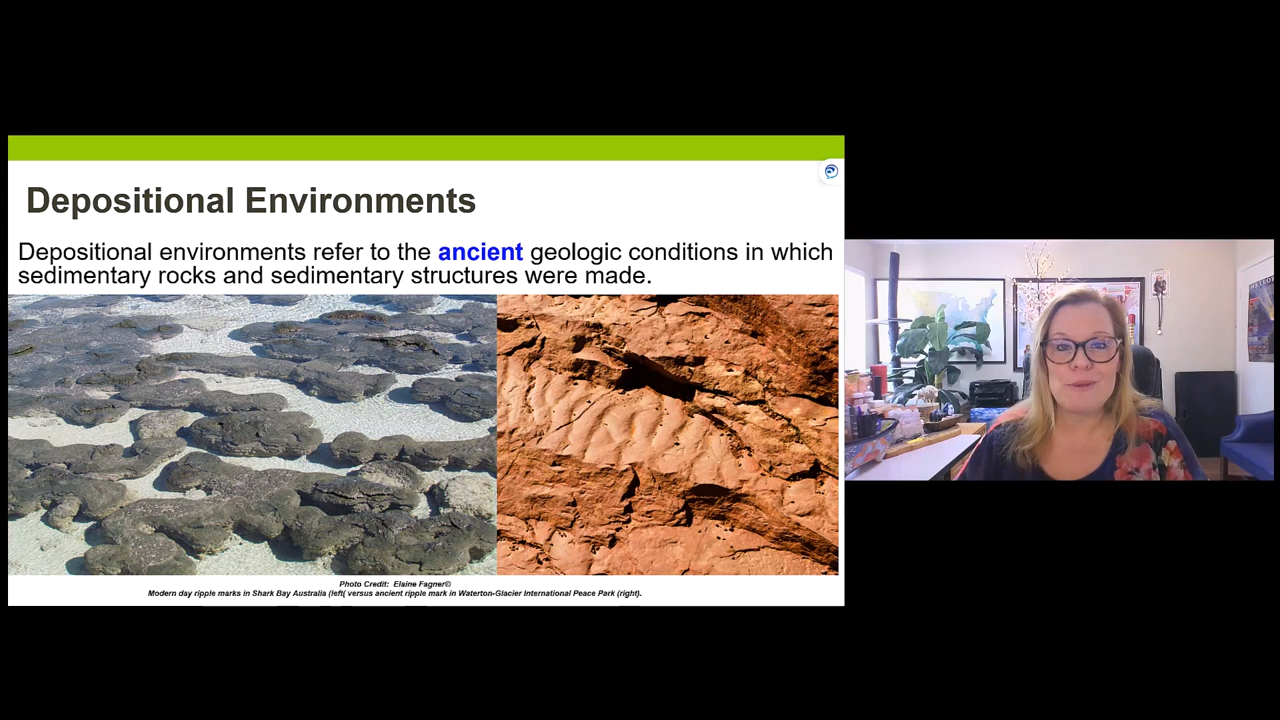 Depositional Environments
Depositional environments refer to the ancient geologic conditions in which
sedimentary rocks and sedimentary structures were made.
Photo Credit: Elaine Fagner©
Modern day ripple marks in Shark Bay Australia (left( versus ancient ripple mark in Waterton-Glacier International Peace Park (right).